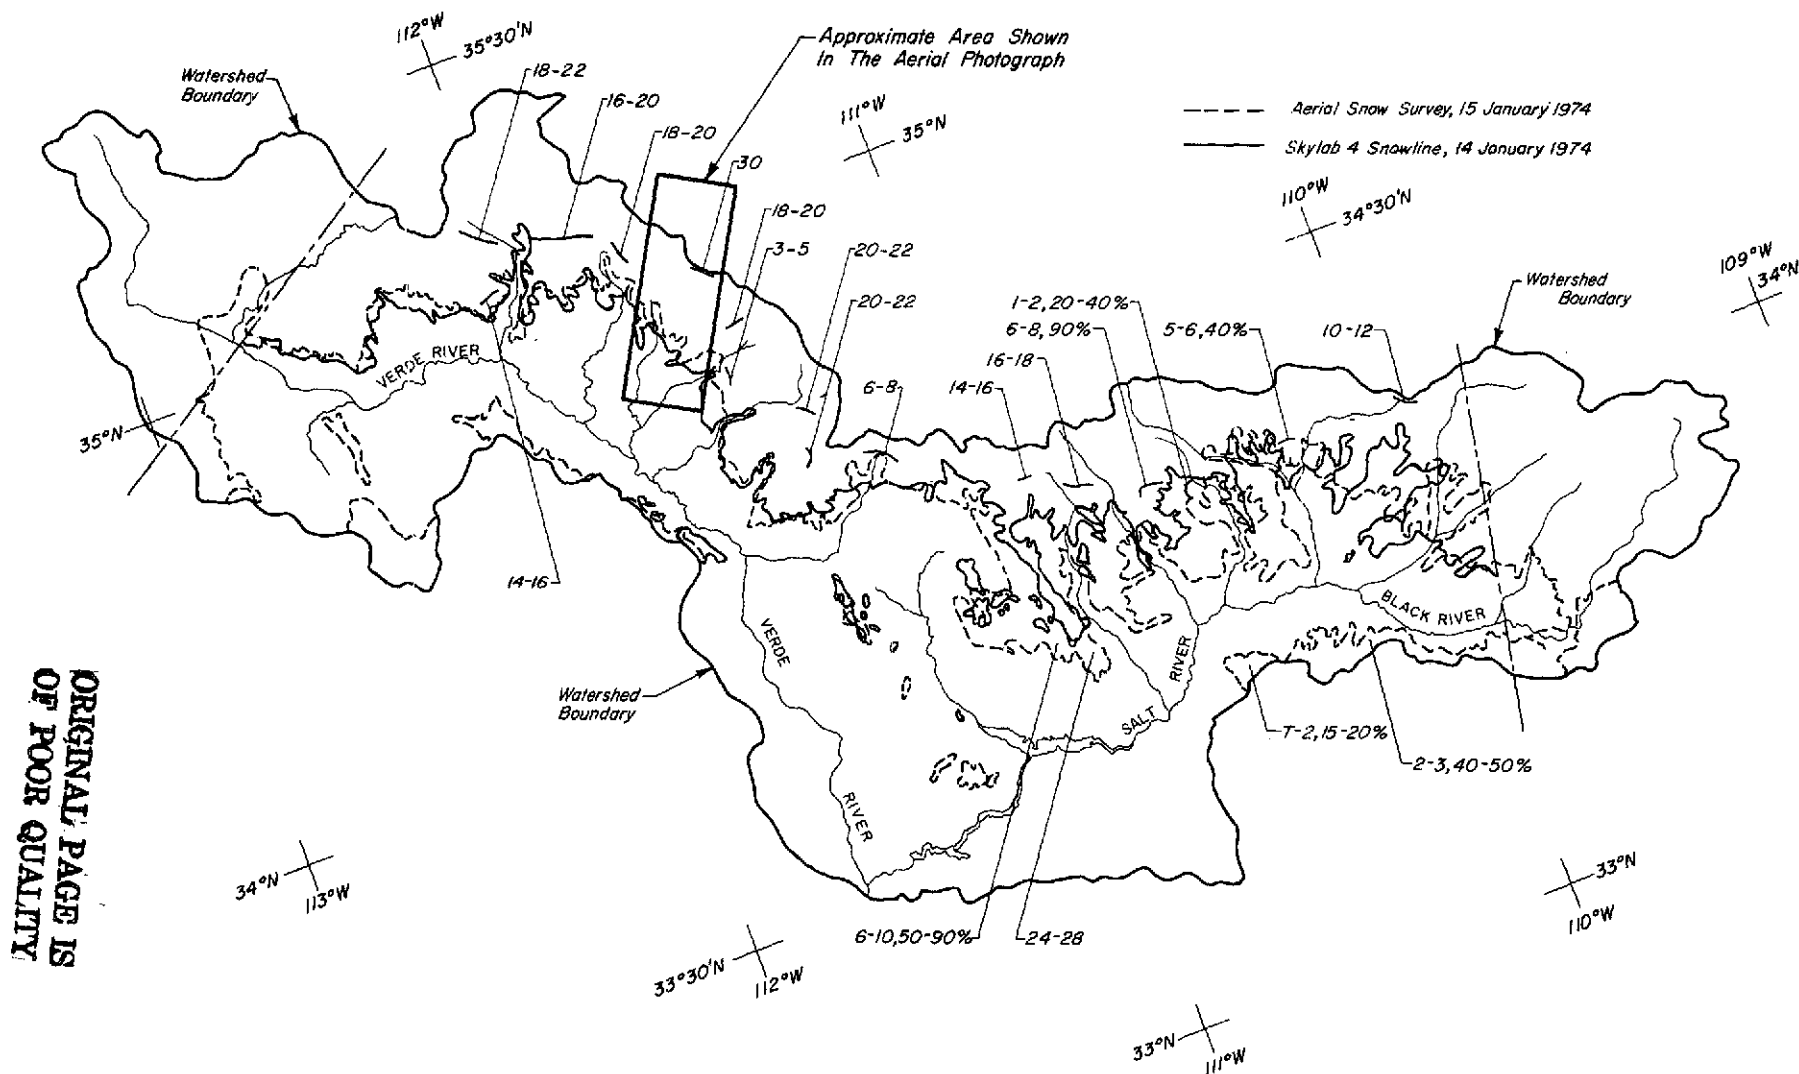 112°W
35°30'N
Approximate Area Shown
In The Aerial Photograph
Watershed
Boundary
18-22
16-20
18-20
30
111°W
35°N
Aerial Snow Survey, 15 January 1974
Skylab 4 Snowline, 14 January 1974
110°W
34°30'N
109°W
34°N
18-20
3-5
20-22
20-22
1-2, 20-40%
6-8, 90%
5-6, 40%
10-12
Watershed
Boundary
16-18
14-16
6-8
VERDE RIVER
35°N
14-16
VERDE
RIVER
BLACK RIVER
SALT
RIVER
Watershed
Boundary
T-2, 15-20%
2-3, 40-50%
6-10, 50-90%
24-28
34°N
113°W
33°30'N
112°W
33°N
111°W
33°N
110°W
ORIGINAL PAGE IS
OF POOR QUALITY